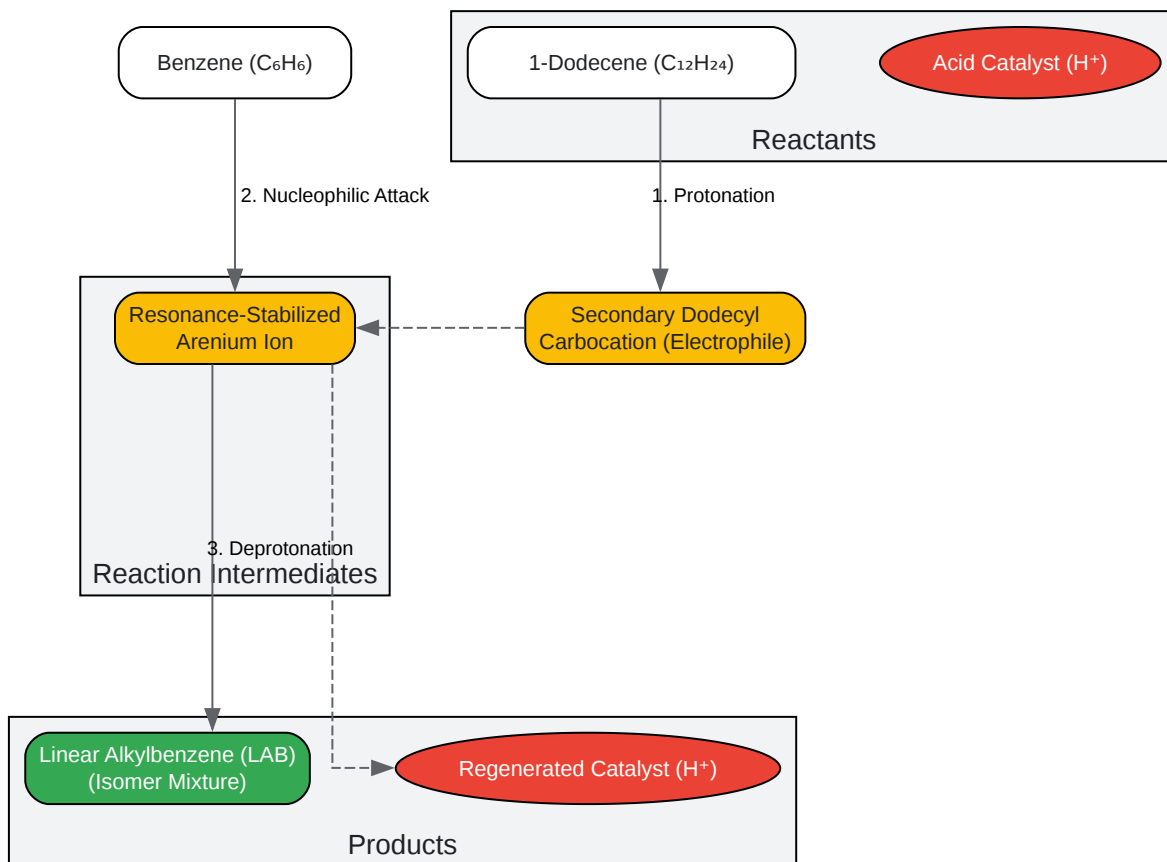 Benzene (C₆H₆)
1-Dodecene (C₁₂H₂₄)
Acid Catalyst (H⁺)
Reactants
2. Nucleophilic Attack
1. Protonation
Resonance-Stabilized
Arenium Ion
Secondary Dodecyl
Carbocation (Electrophile)
3. Deprotonation
Reaction Intermediates
Linear Alkylbenzene (LAB)
(Isomer Mixture)
Regenerated Catalyst (H⁺)
Products